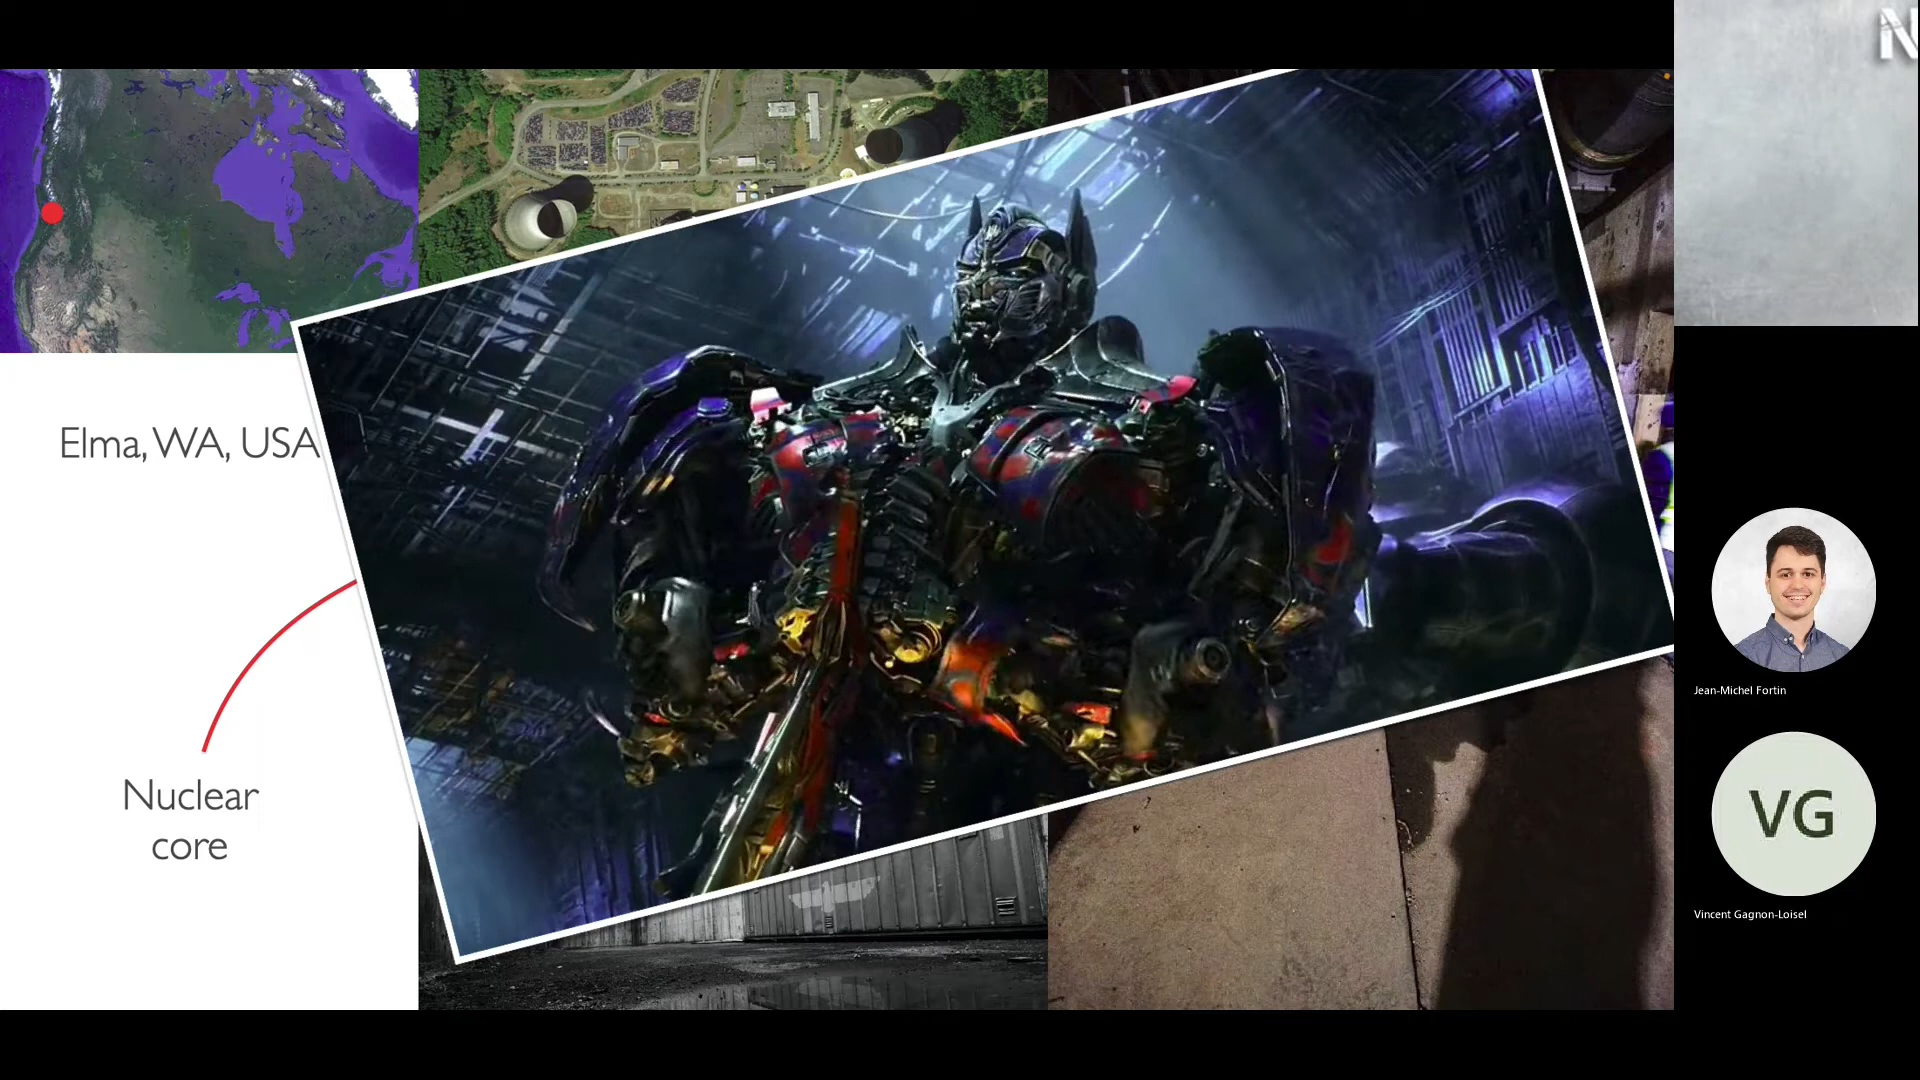 Elma, WA, USA
Nuclear
core
N
Jean-Michel Fortin
VG
Vincent Gagnon-Loisel